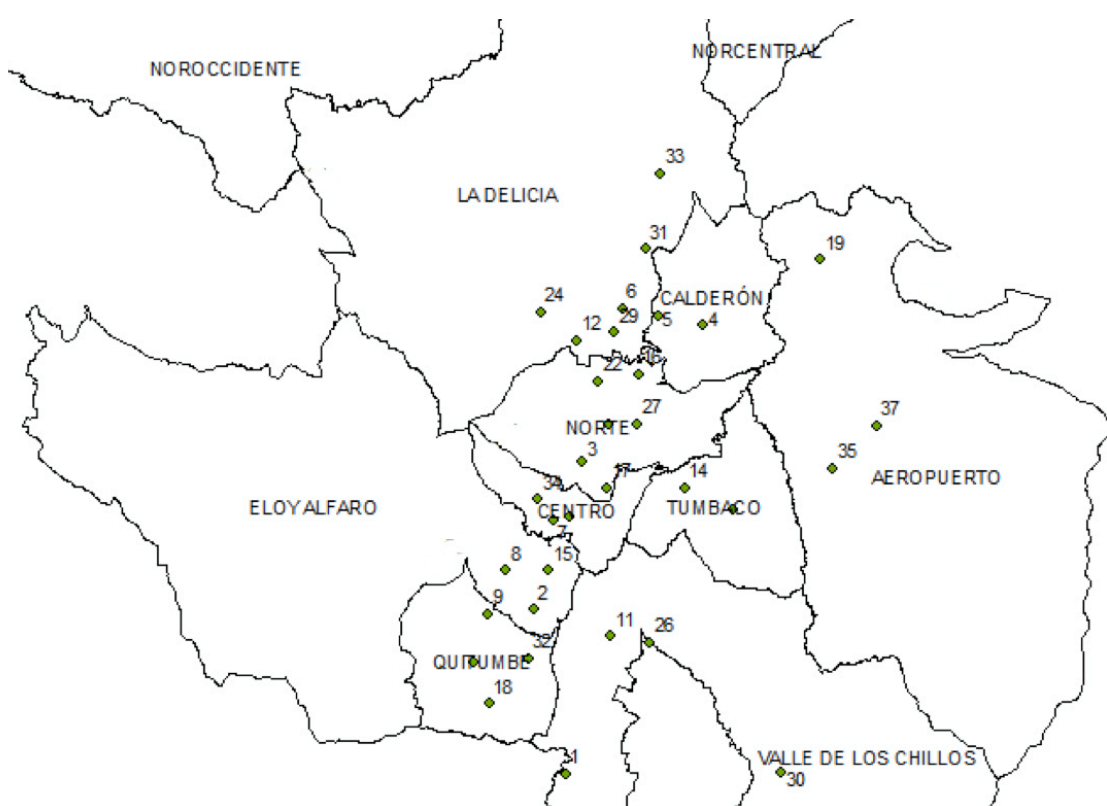 NORCENTRAL
NOROCCIDENTE
33
LA DELICIA
31
19
6
CALDERÓN
24
29
5
4
12
16
22
27
NORTE
37
3
35
14
AEROPUERTO
34
17
ELOY ALFARO
CENTRO
TUMBACO
7
8
15
9
2
11
26
32
QUITUMBE
18
1
VALLE DE LOS CHILLOS
30